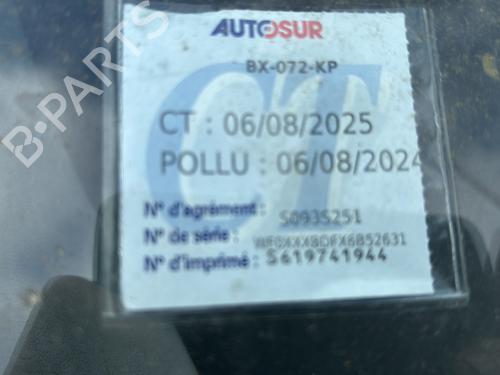 AUTOSUR
BX-072-KP
CT
CT : 06/08/2025
POLLU : 06/08/2024
N° d'agrément : S093S251
N° de série : WF0XXXBDFX6B52631
N° d'imprimé : S619741944
B-PARTS